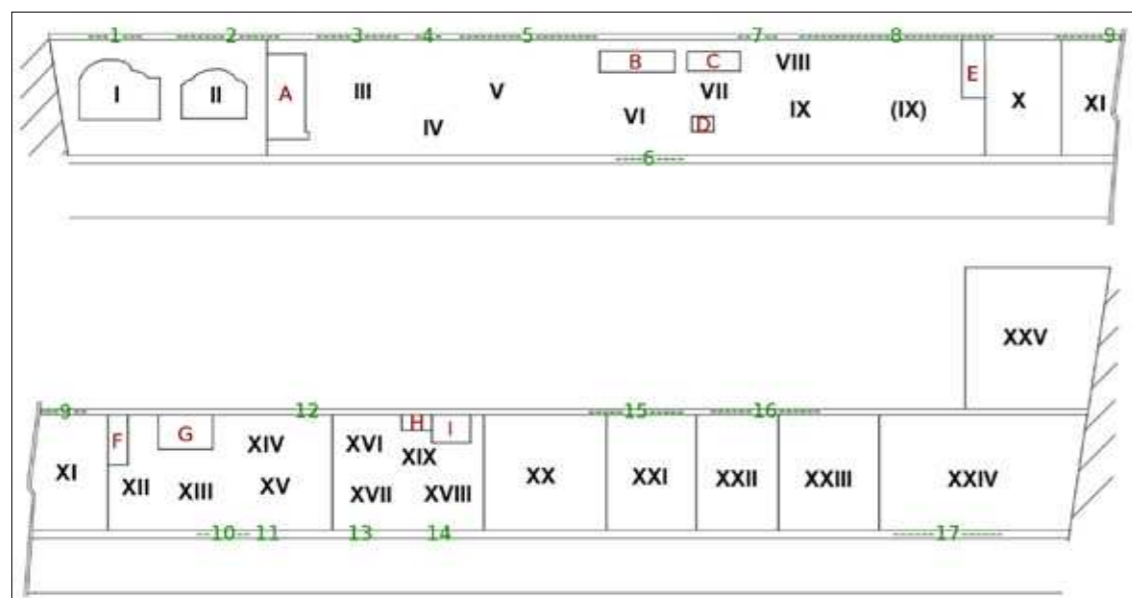 1 2 3 4 5 7 8 9
B C VIII
A E
I II III V VII IX (IX) X XI
IV VI D
6
XXV
9 12 15 16
F G XIV XVI H I
XI XIX XX XXI XXII XXIII XXIV
XII XIII XV XVII XVIII
10 11 13 14 17